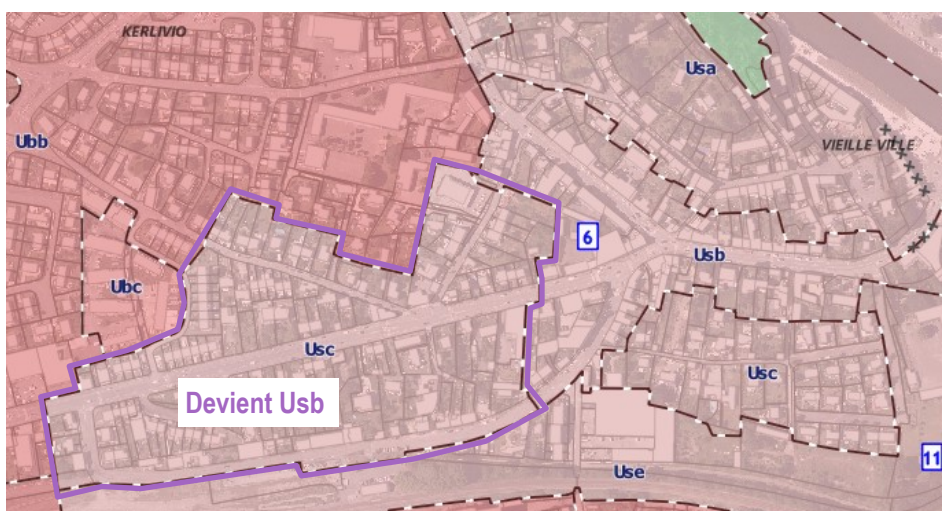 KERLIVIO
Usa
Ubb
VIEILLE VILLE
6
Usb
Ubc
Usc
Usc
Devient Usb
Use
11